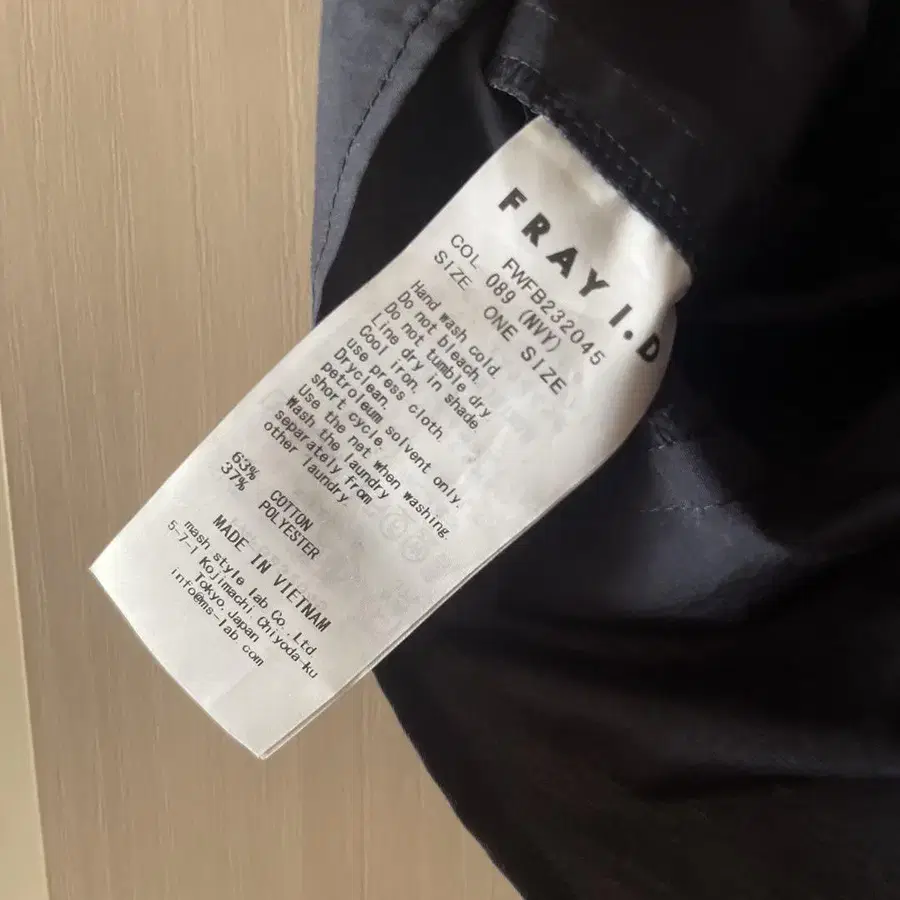 FRAY I.D
FWFB232045
COL 089 (NVY)
SIZE ONE SIZE
Hand wash cold.
Do not bleach.
Do not tumble dry
Line dry in shade
Cool iron.
use press cloth.
Dryclean.
petroleum solvent only.
short cycle.
Use the net when washing
Wash the laundry
separately from
other laundry.
63% COTTON
37% POLYESTER
MADE IN VIETNAM
mash style lab Co., Ltd.
5-7-1 Kojimachi Chiyoda-ku
Tokyo, Japan
info@ms-lab com